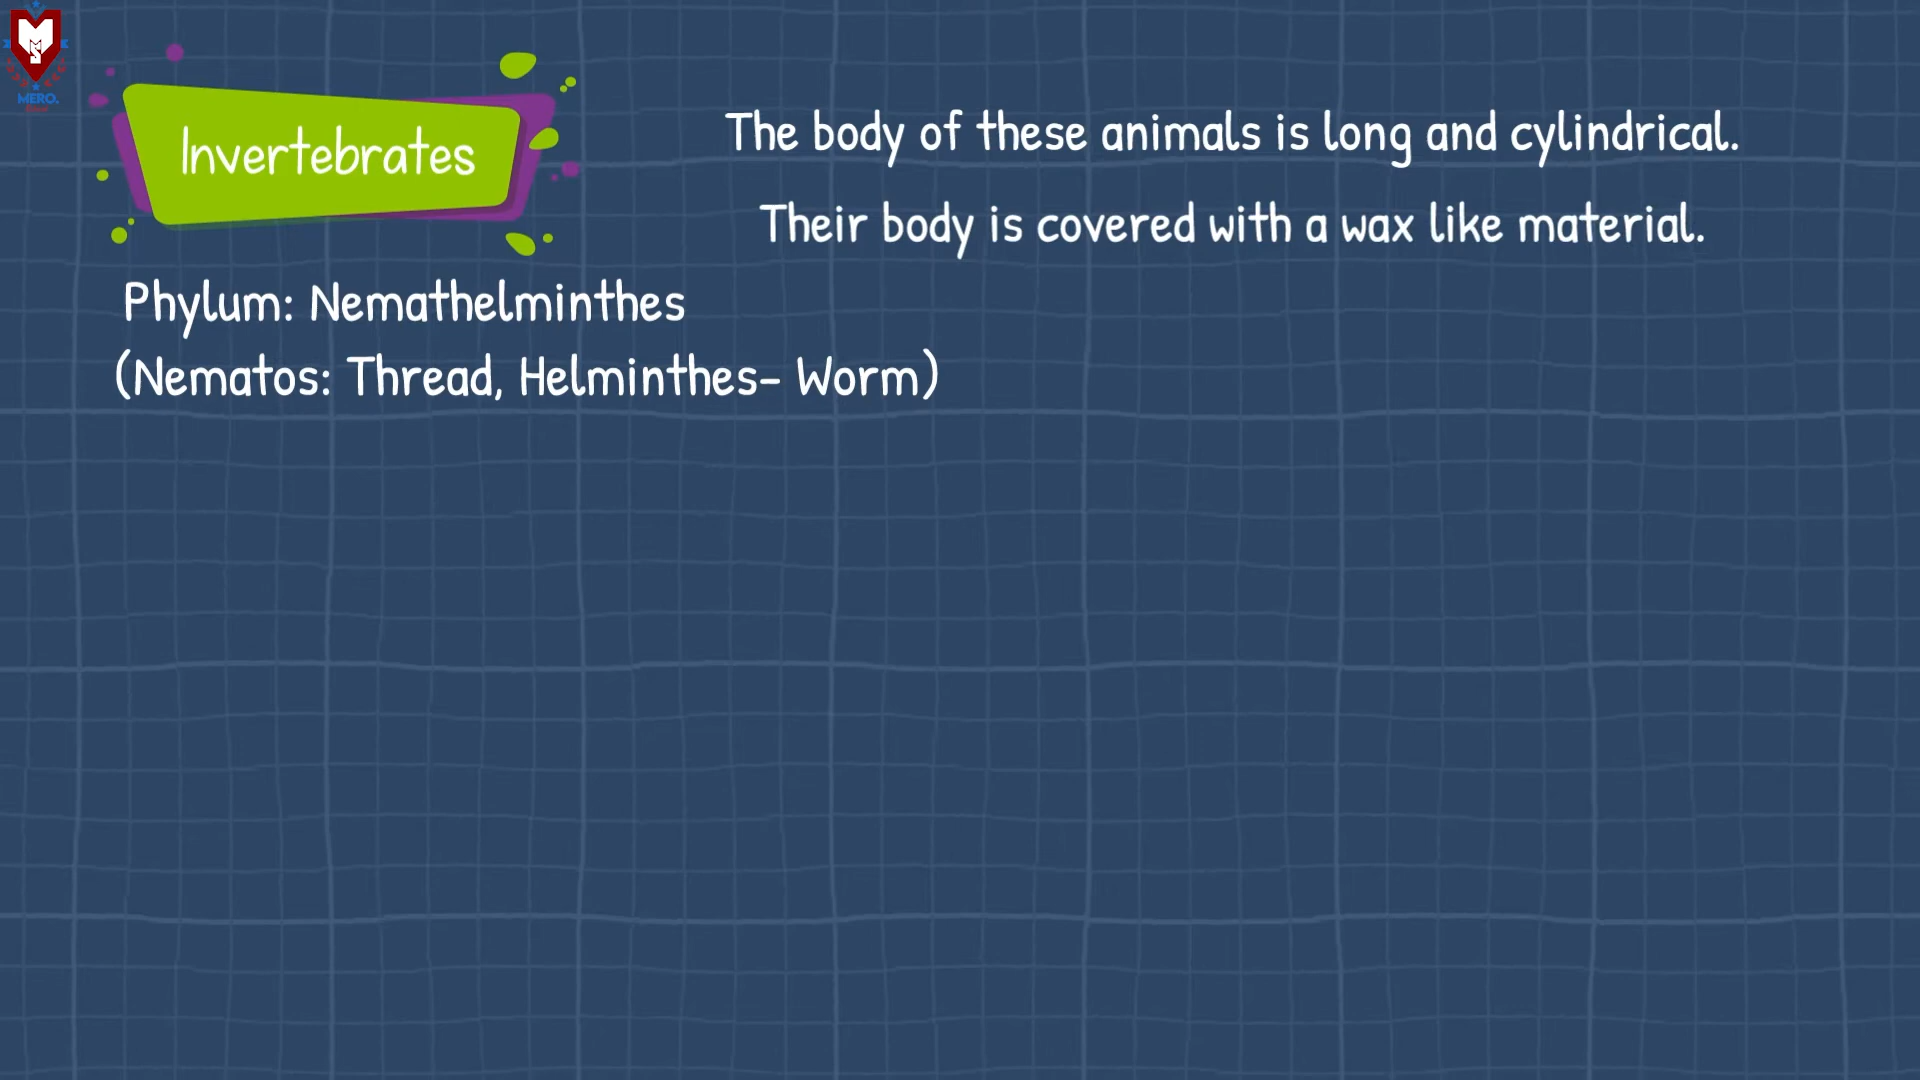 MERO.
Invertebrates
The body of these animals is long and cylindrical.
Their body is covered with a wax like material.
Phylum: Nemathelminthes
(Nematos: Thread, Helminthes- Worm)